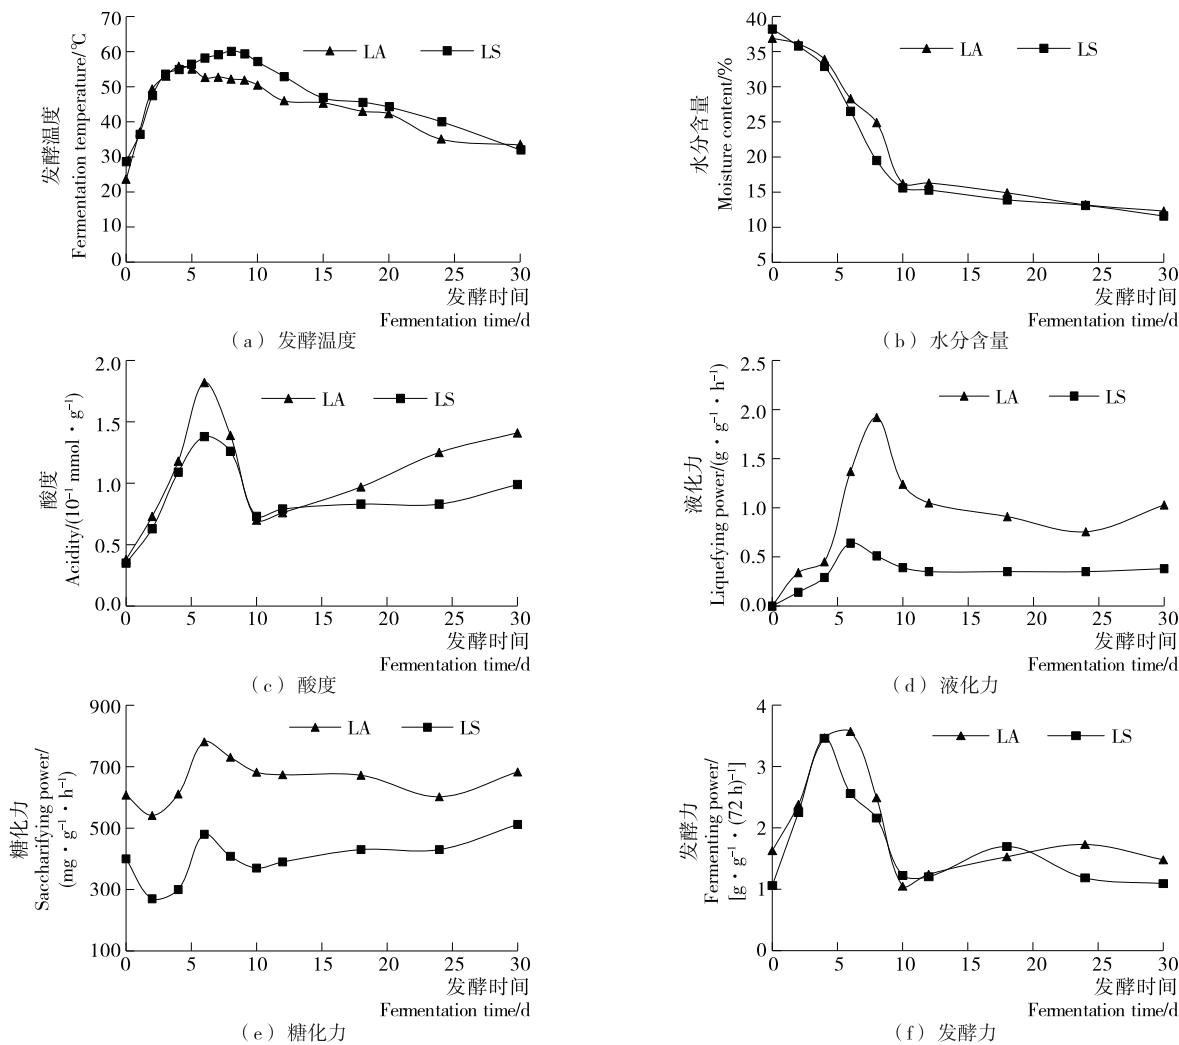 70
60
50
40
30
20
10
0
发酵温度
Fermentation temperature/℃
LA
LS
0 5 10 15 20 25 30
发酵时间
Fermentation time/d
（a）发酵温度
40
35
30
25
20
15
10
5
水分含量
Moisture content/%
LA
LS
0 5 10 15 20 25 30
发酵时间
Fermentation time/d
（b）水分含量
2.0
1.5
1.0
0.5
0.0
酸度
Acidity/(10⁻¹ mmol·g⁻¹)
LA
LS
0 5 10 15 20 25 30
发酵时间
Fermentation time/d
（c）酸度
2.5
2.0
1.5
1.0
0.5
0.0
液化力
Liquefying power/(g·g⁻¹·h⁻¹)
LA
LS
0 5 10 15 20 25 30
发酵时间
Fermentation time/d
（d）液化力
900
700
500
300
100
糖化力
Saccharifying power/
(mg·g⁻¹·h⁻¹)
LA
LS
0 5 10 15 20 25 30
发酵时间
Fermentation time/d
（e）糖化力
4
3
2
1
0
发酵力
Fermenting power/
[g·g⁻¹·(72 h)⁻¹]
LA
LS
0 5 10 15 20 25 30
发酵时间
Fermentation time/d
（f）发酵力